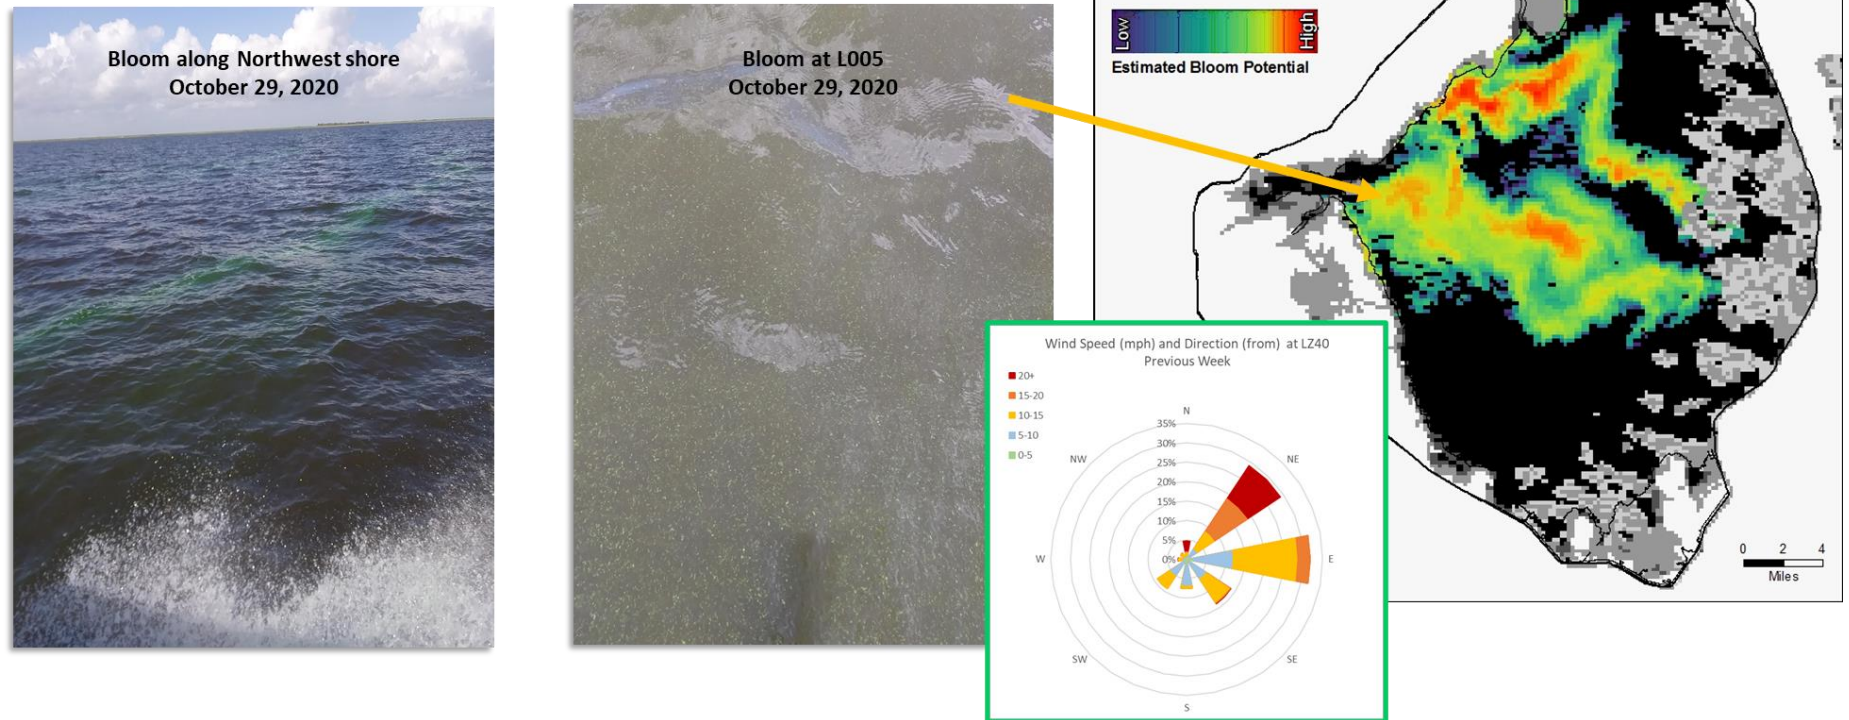 Bloom along Northwest shore
October 29, 2020
Bloom at L005
October 29, 2020
Low
High
Estimated Bloom Potential
Wind Speed (mph) and Direction (from) at LZ40
Previous Week
20+
15-20
10-15
5-10
0-5
N
NE
E
SE
S
SW
W
NW
35%
30%
25%
20%
15%
10%
5%
0%
0 2 4
Miles